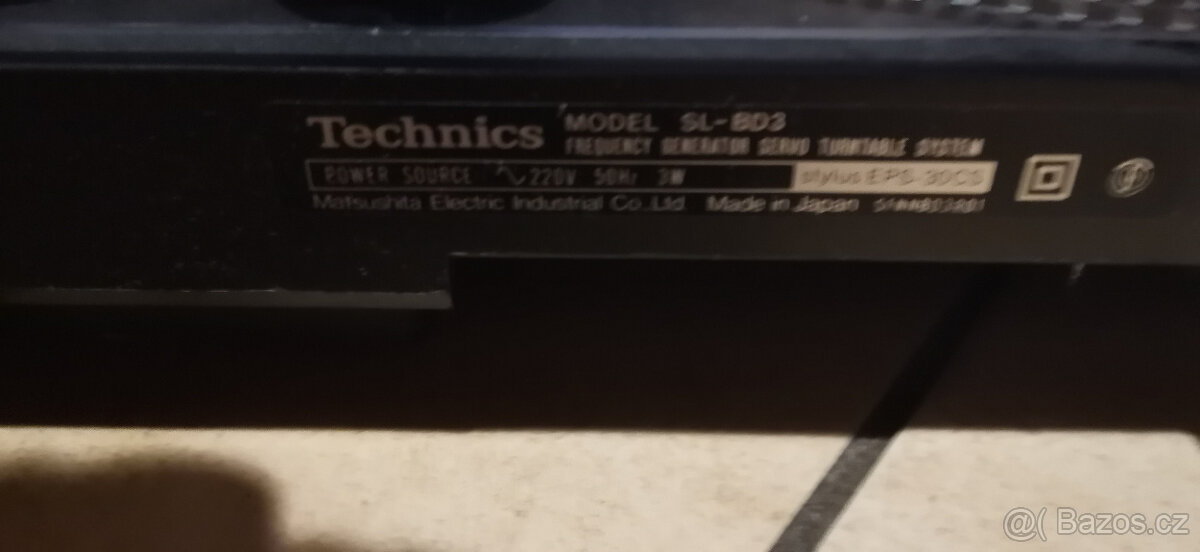 Technics MODEL SL-BD3
FREQUENCY GENERATOR SERVO TURNTABLE SYSTEM
POWER SOURCE ∿220V 50Hz 3W stylus EPS-30CS
Matsushita Electric Industrial Co.,Ltd. Made in Japan
@( Bazos.cz